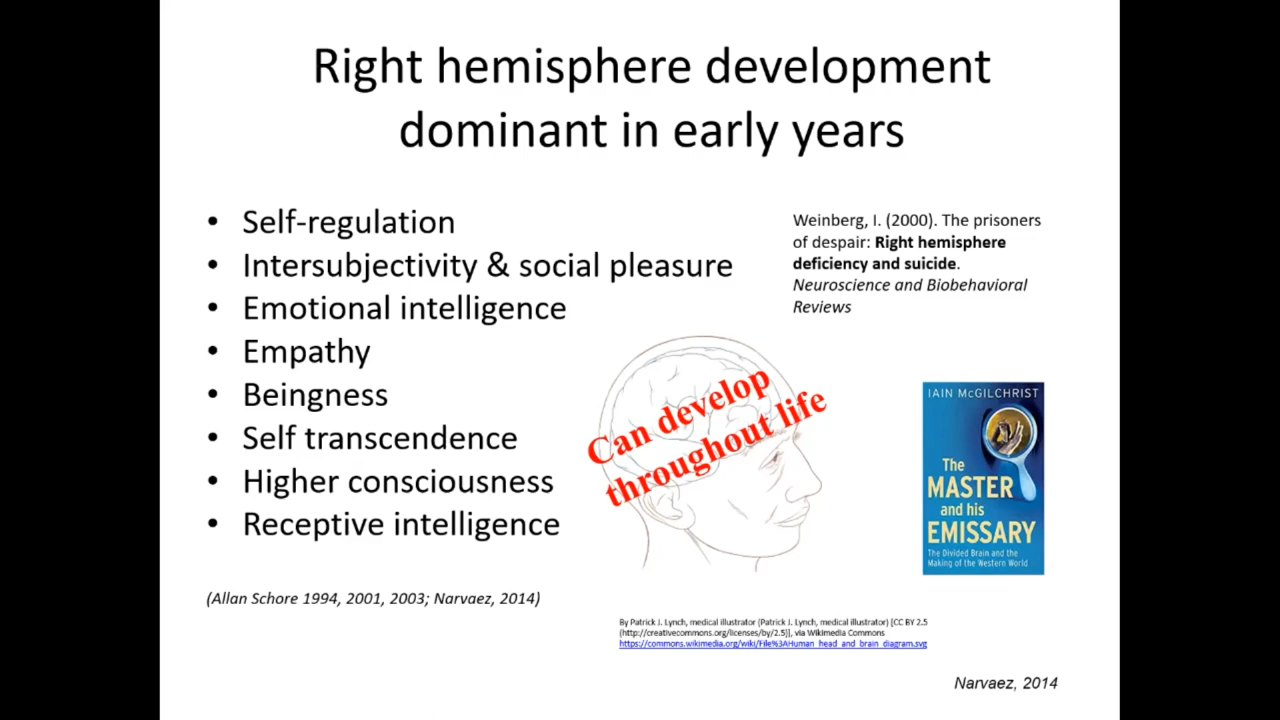 Right hemisphere development
dominant in early years
• Self-regulation
• Intersubjectivity & social pleasure
• Emotional intelligence
• Empathy
• Beingness
• Self transcendence
• Higher consciousness
• Receptive intelligence
(Allan Schore 1994, 2001, 2003; Narvaez, 2014)
Weinberg, I. (2000). The prisoners
of despair: Right hemisphere
deficiency and suicide.
Neuroscience and Biobehavioral
Reviews
Can develop
throughout life
IAIN McGILCHRIST
The
MASTER
and his
EMISSARY
The Divided Brain and the
Making of the Western World
By Patrick J. Lynch, medical illustrator (Patrick J. Lynch, medical illustrator) [CC BY 2.5
(http://creativecommons.org/licenses/by/2.5)], via Wikimedia Commons
https://commons.wikimedia.org/wiki/File%3AHuman_head_and_brain_diagram.svg
Narvaez, 2014